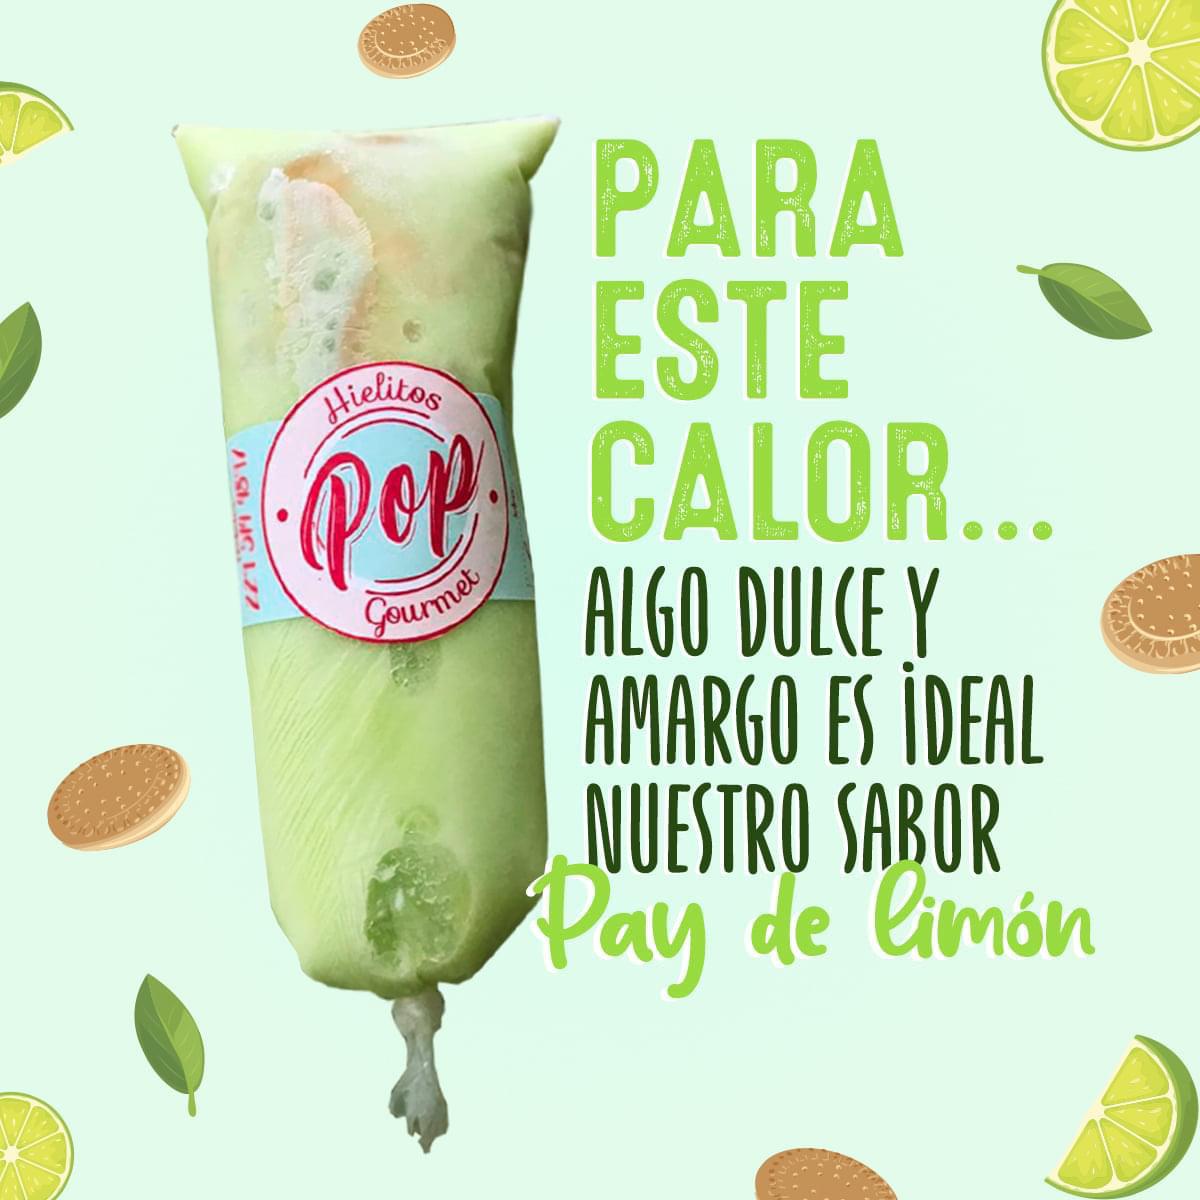 PARA
ESTE
CALOR...
ALGO DULCE Y
AMARGO ES IDEAL
NUESTRO SABOR
Pay de limón
Hielitos
Pop
Gourmet